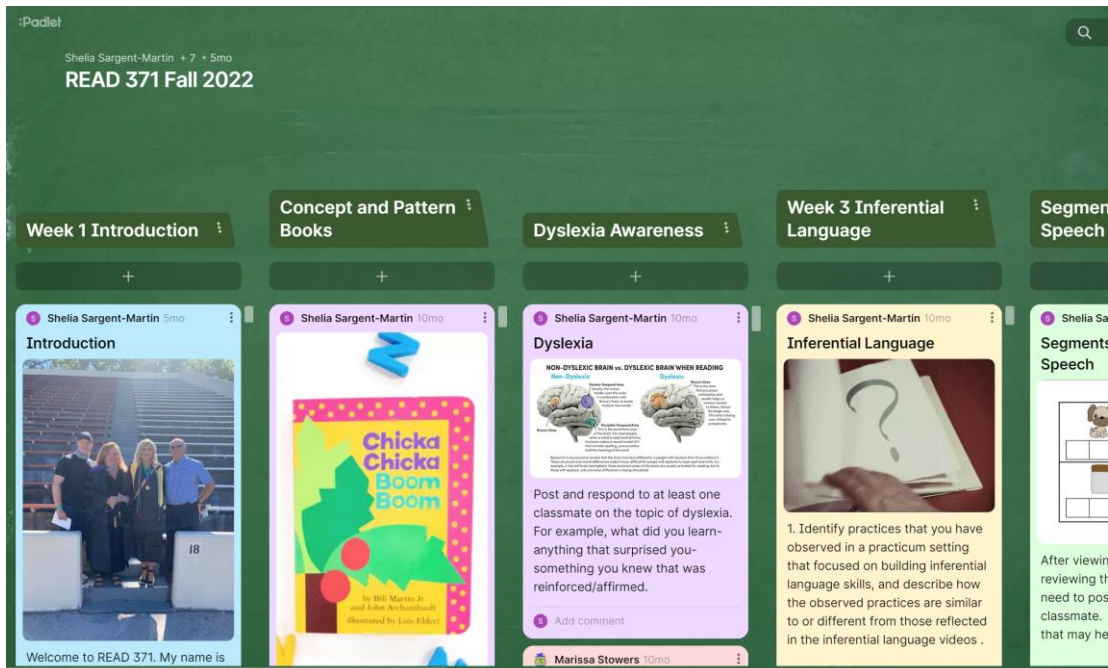 :Padlet
Shelia Sargent-Martin + 7 • 5mo
READ 371 Fall 2022
Week 1 Introduction
Concept and Pattern
Books
Dyslexia Awareness
Week 3 Inferential
Language
Segmen
Speech
S Shelia Sargent-Martin 5mo
Introduction
18
Welcome to READ 371. My name is
S Shelia Sargent-Martin 10mo
Chicka
Chicka
Boom
Boom
by Bill Martin Jr
and John Archambault
illustrated by Lois Ehlert
S Shelia Sargent-Martin 10mo
Dyslexia
NON-DYSLEXIC BRAIN vs. DYSLEXIC BRAIN WHEN READING
Non-Dyslexic
Dyslexic
Post and respond to at least one
classmate on the topic of dyslexia.
For example, what did you learn-
anything that surprised you-
something you knew that was
reinforced/affirmed.
S Add comment
Marissa Stowers 10mo
S Shelia Sargent-Martin 10mo
Inferential Language
1. Identify practices that you have
observed in a practicum setting
that focused on building inferential
language skills, and describe how
the observed practices are similar
to or different from those reflected
in the inferential language videos .
S Shelia Sa
Segments
Speech
After viewin
reviewing th
need to pos
classmate.
that may he